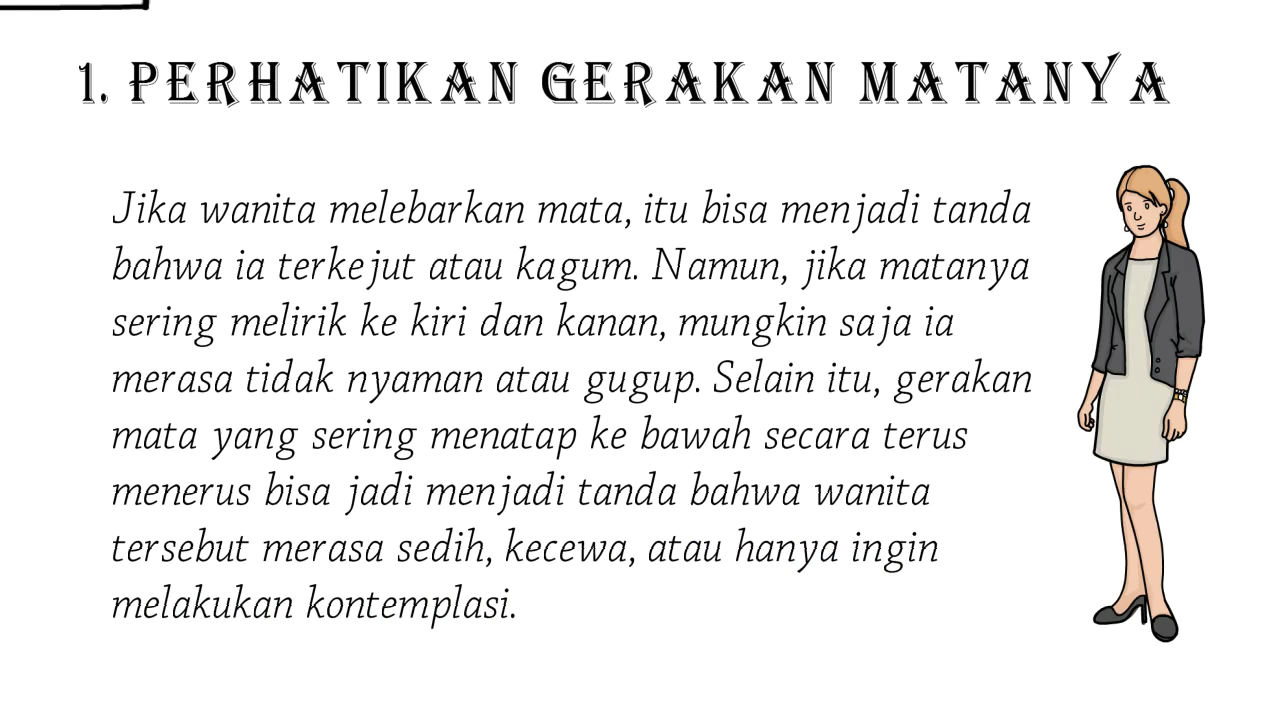 1. PERHATIKAN GERAKAN MATANYA
Jika wanita melebarkan mata, itu bisa menjadi tanda
bahwa ia terkejut atau kagum. Namun, jika matanya
sering melirik ke kiri dan kanan, mungkin saja ia
merasa tidak nyaman atau gugup. Selain itu, gerakan
mata yang sering menatap ke bawah secara terus
menerus bisa jadi menjadi tanda bahwa wanita
tersebut merasa sedih, kecewa, atau hanya ingin
melakukan kontemplasi.